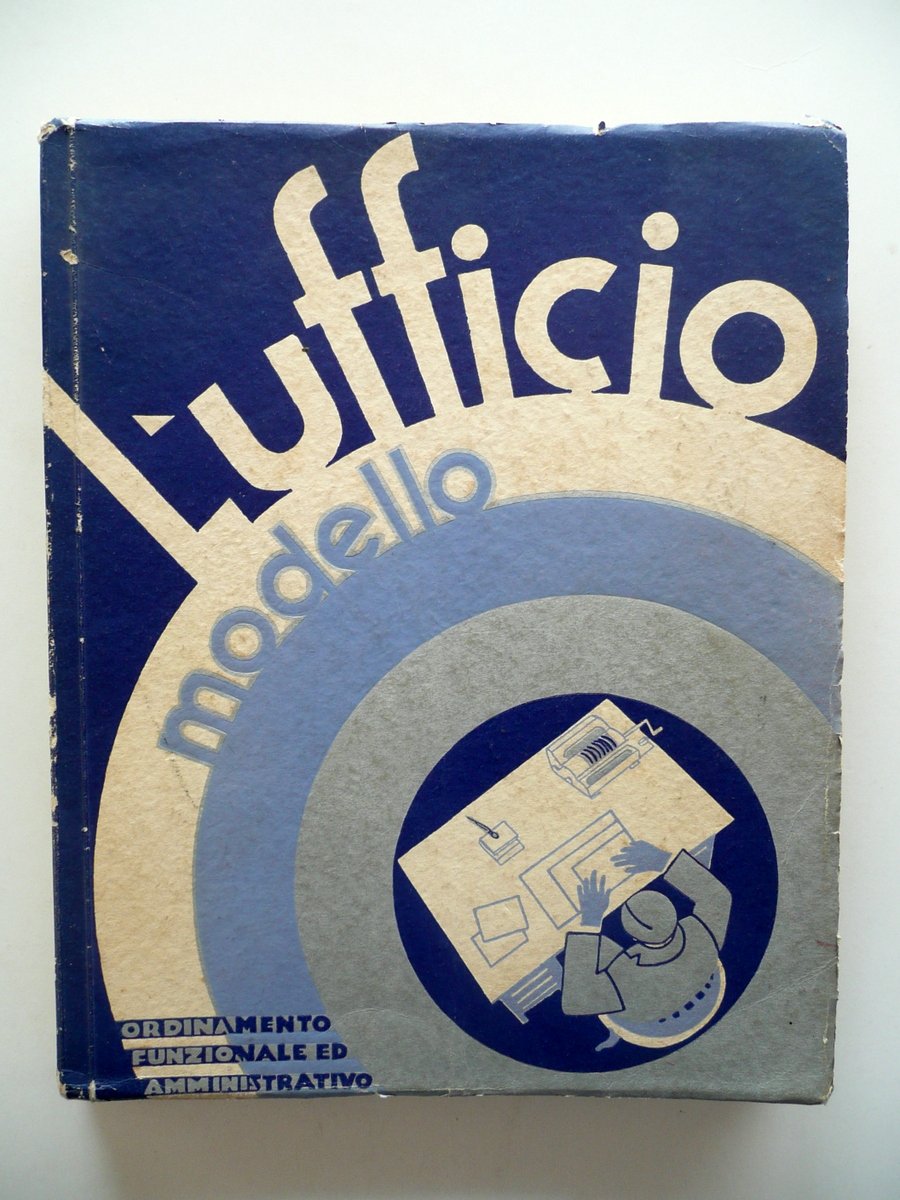 l'ufficio
modello
ORDINAMENTO
FUNZIONALE ED
AMMINISTRATIVO